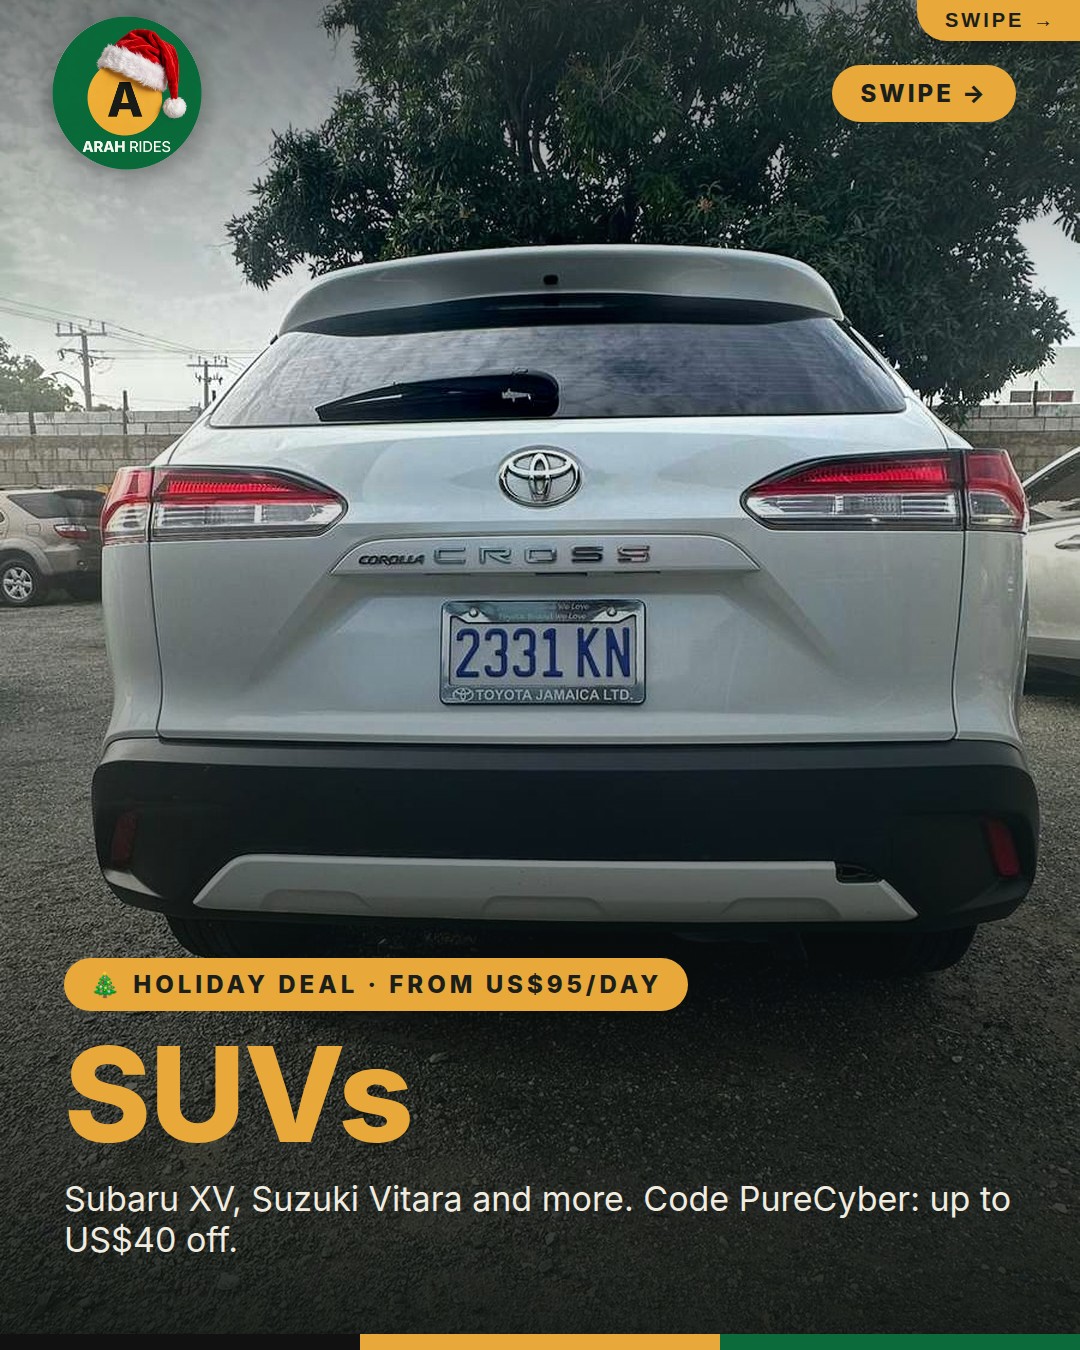 SWIPE →
SWIPE →
A
ARAH RIDES
COROLLA CROSS
2331 KN
TOYOTA JAMAICA LTD.
🎄 HOLIDAY DEAL · FROM US$95/DAY
SUVs
Subaru XV, Suzuki Vitara and more. Code PureCyber: up to
US$40 off.